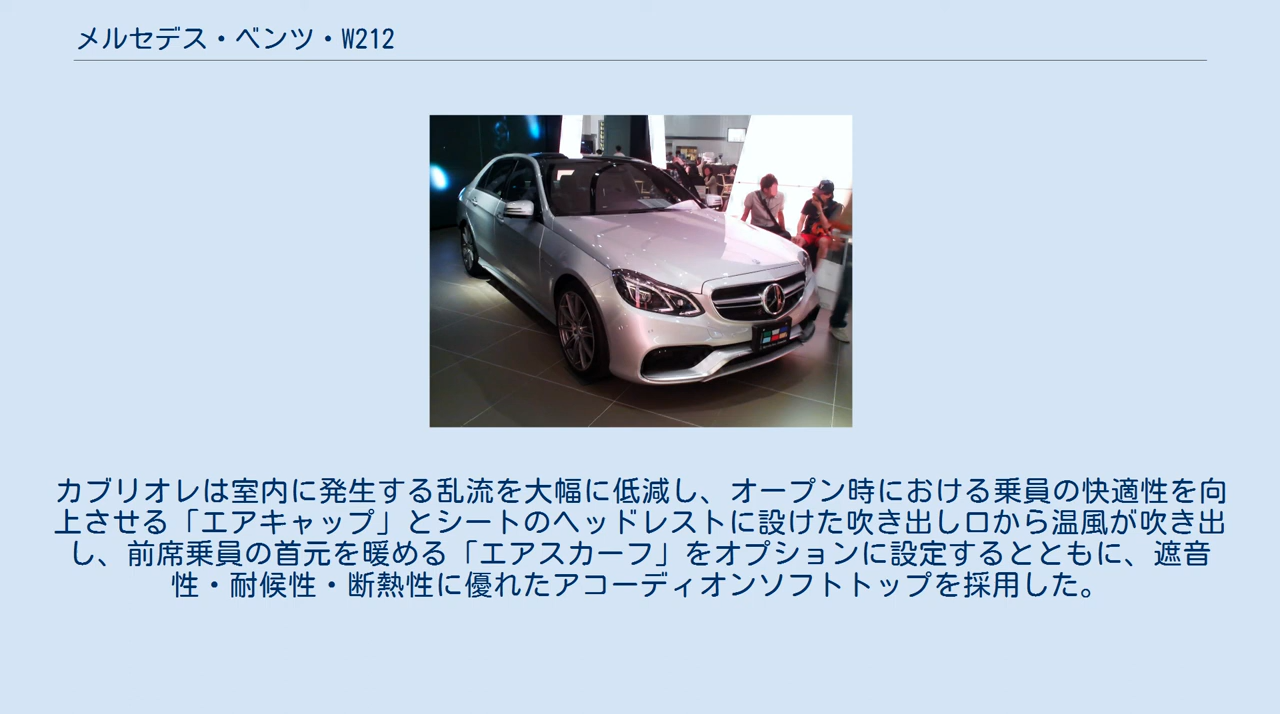 メルセデス・ベンツ・W212
カブリオレは室内に発生する乱流を大幅に低減し、オープン時における乗員の快適性を向
上させる「エアキャップ」とシートのヘッドレストに設けた吹き出し口から温風が吹き出
し、前席乗員の首元を暖める「エアスカーフ」をオプションに設定するとともに、遮音
性・耐候性・断熱性に優れたアコーディオンソフトトップを採用した。